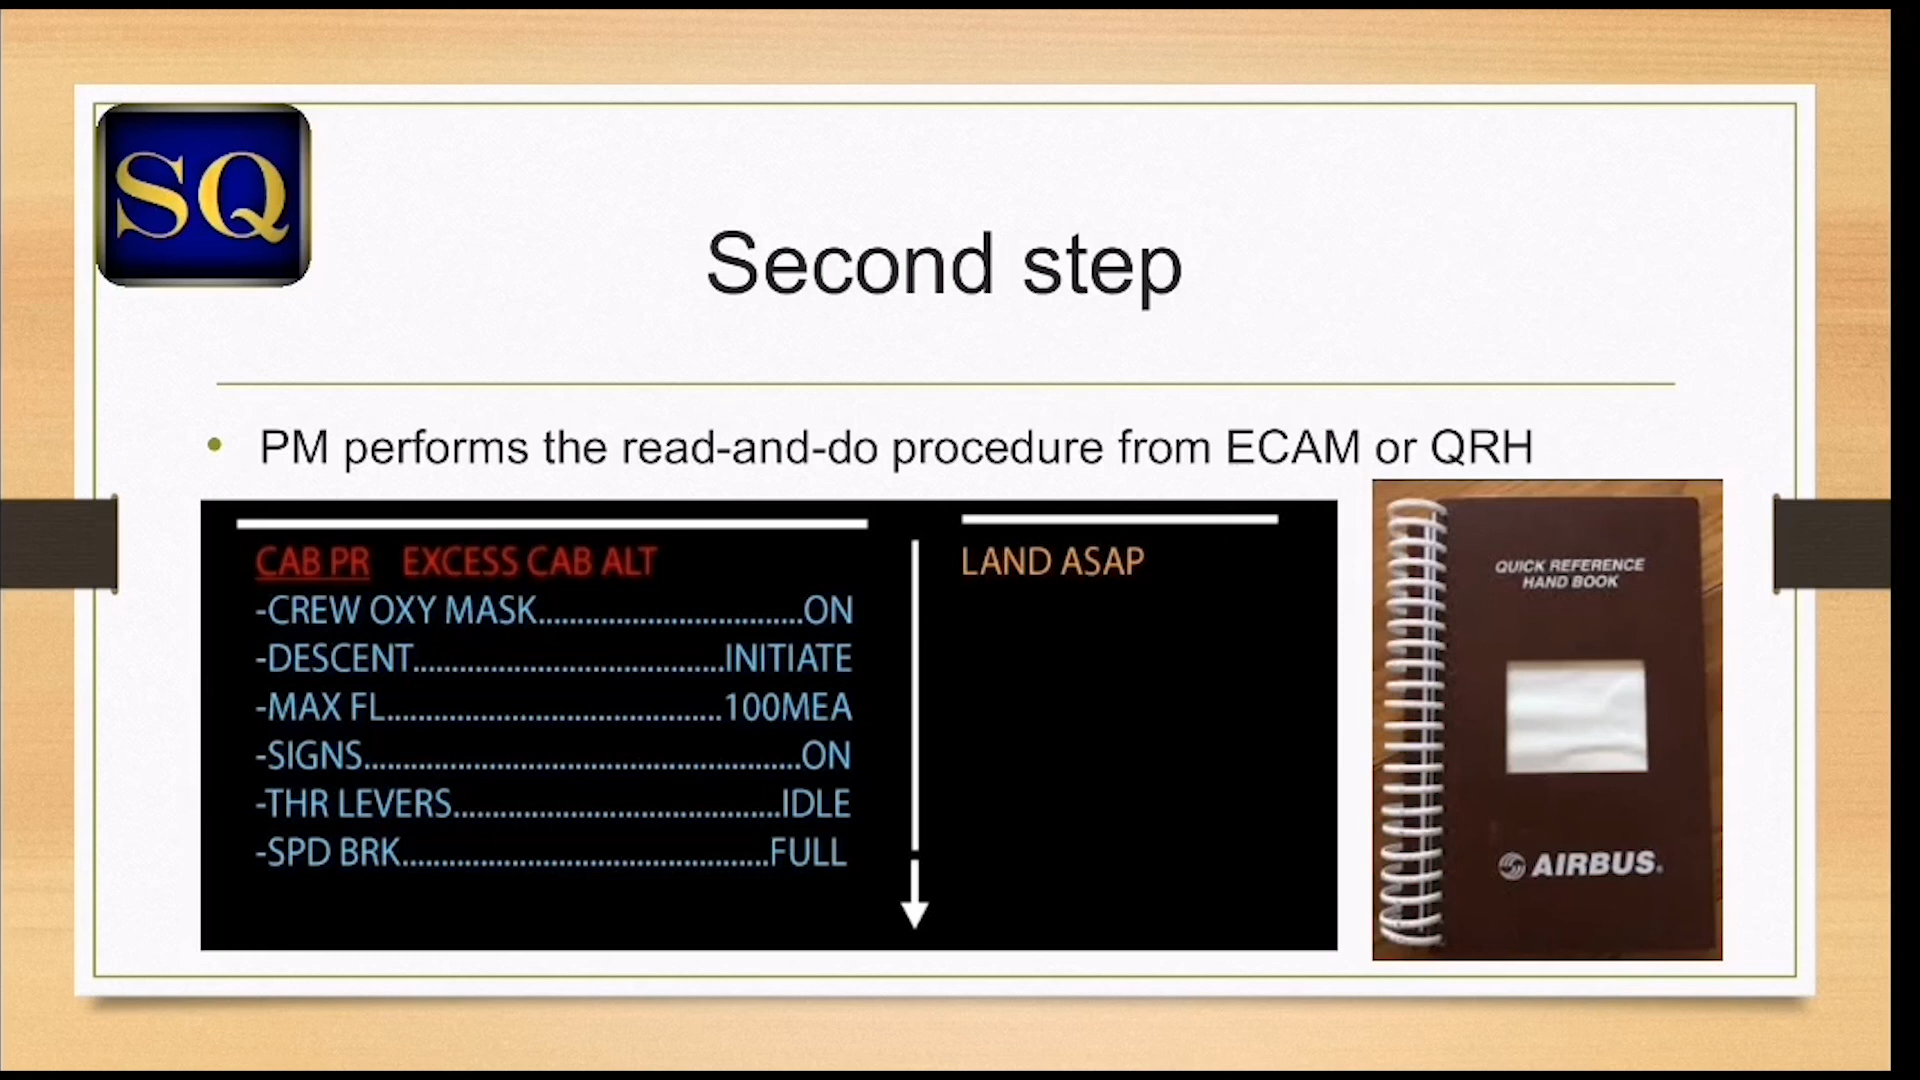 SQ
Second step
• PM performs the read-and-do procedure from ECAM or QRH
CAB PR EXCESS CAB ALT
-CREW OXY MASK.................................ON
-DESCENT.......................................INITIATE
-MAX FL..........................................100MEA
-SIGNS......................................................ON
-THR LEVERS.........................................IDLE
-SPD BRK..............................................FULL
LAND ASAP
QUICK REFERENCE
HAND BOOK
AIRBUS.